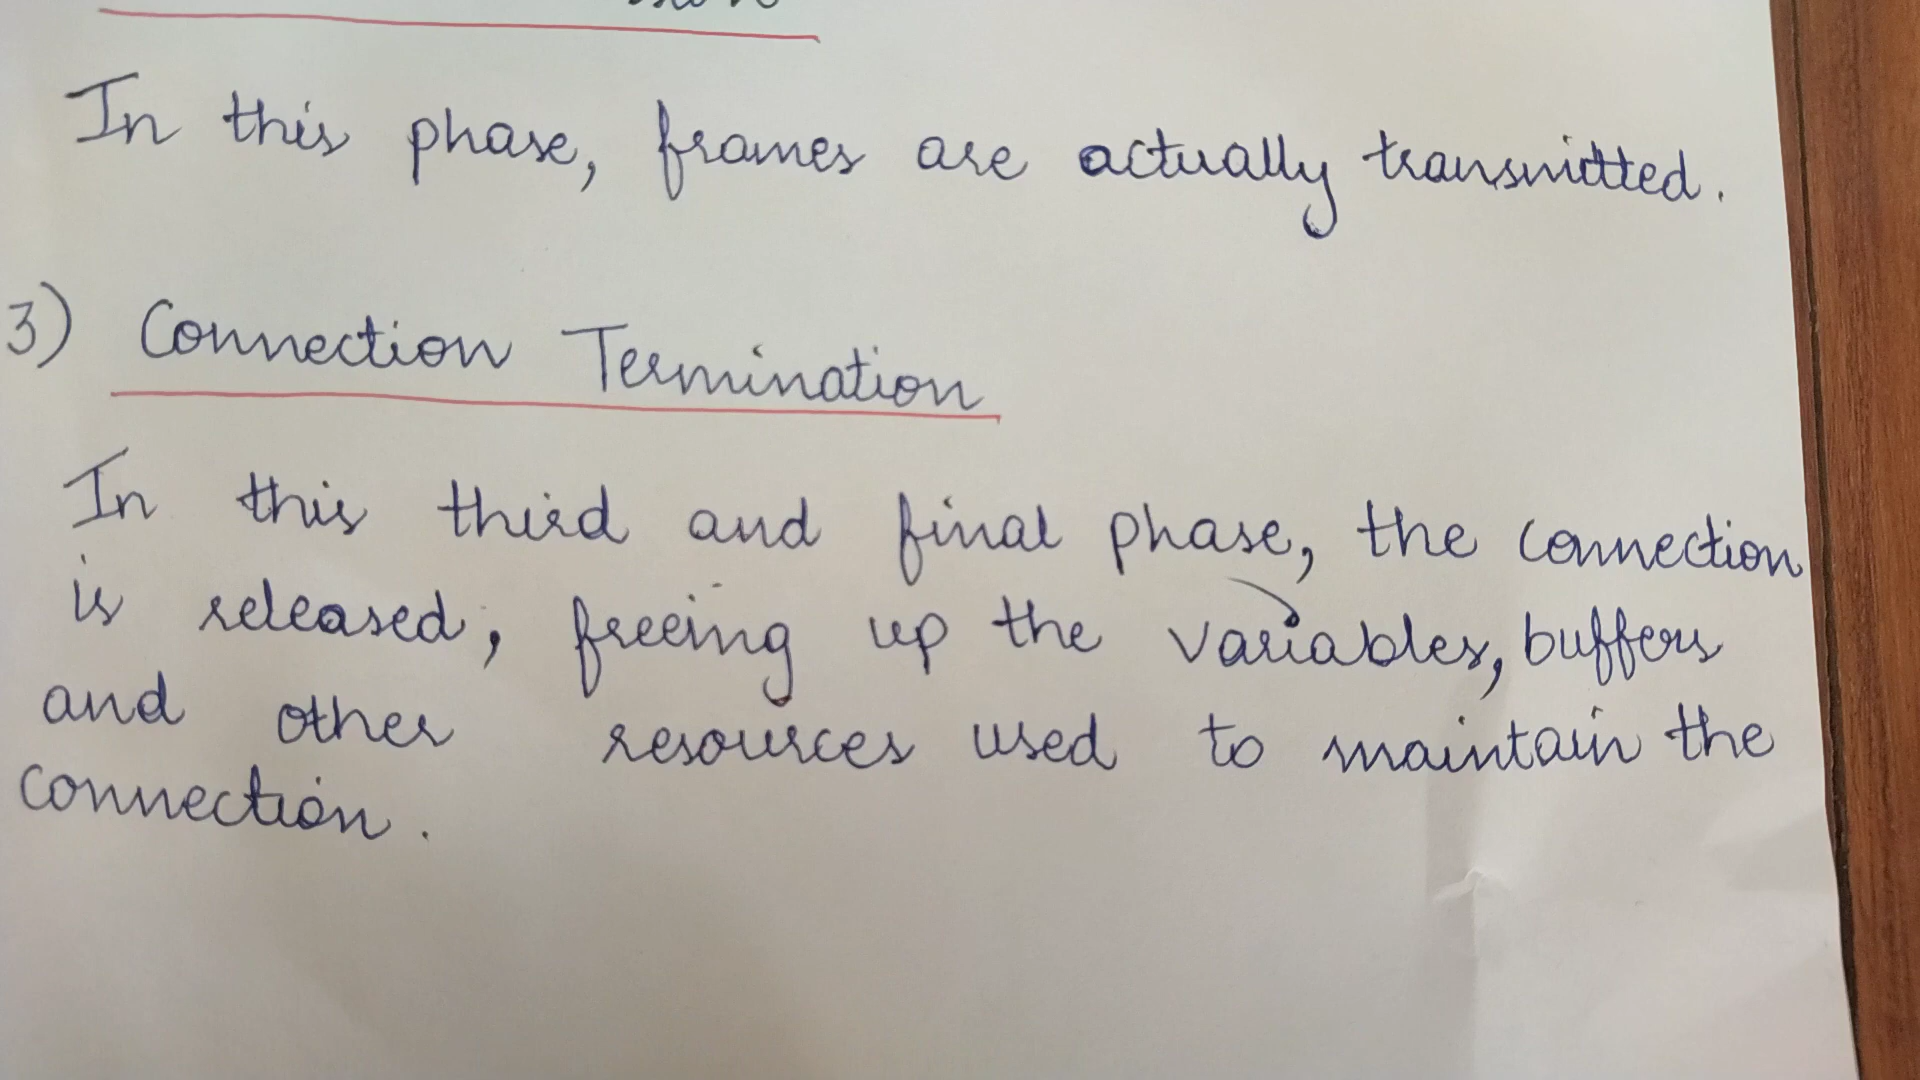 In this phase, frames are actually transmitted.
3) Connection Termination
In this third and final phase, the connection
is released, freeing up the variables, buffers
and other resources used to maintain the
connection.